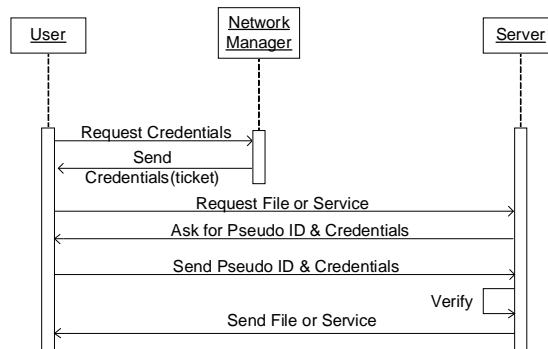 User
Network
Manager
Server
Request Credentials
Send
Credentials(ticket)
Request File or Service
Ask for Pseudo ID & Credentials
Send Pseudo ID & Credentials
Verify
Send File or Service